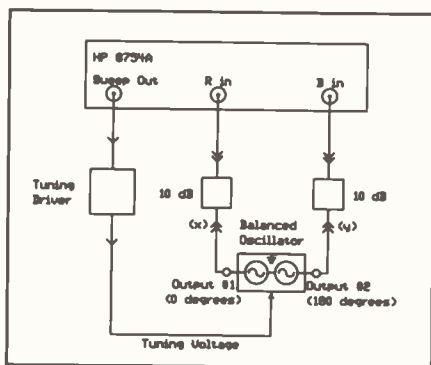 HP 8754A
Sweep Out
R in
B in
Tuning
Driver
10 dB
10 dB
(x)
Balanced
Oscillator
(y)
Output #1
(0 degrees)
Output #2
(180 degrees)
Tuning Voltage